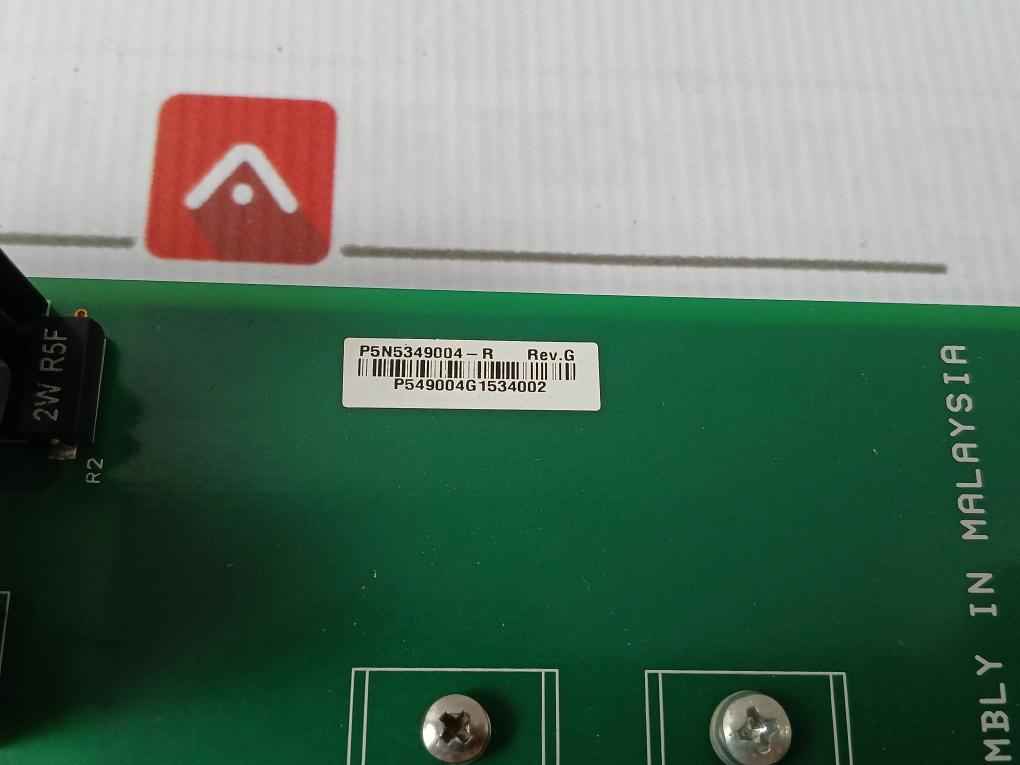 P5N5349004-R Rev.G
P549004G1534002
2W R5F
R2
MBLY IN MALAYSIA